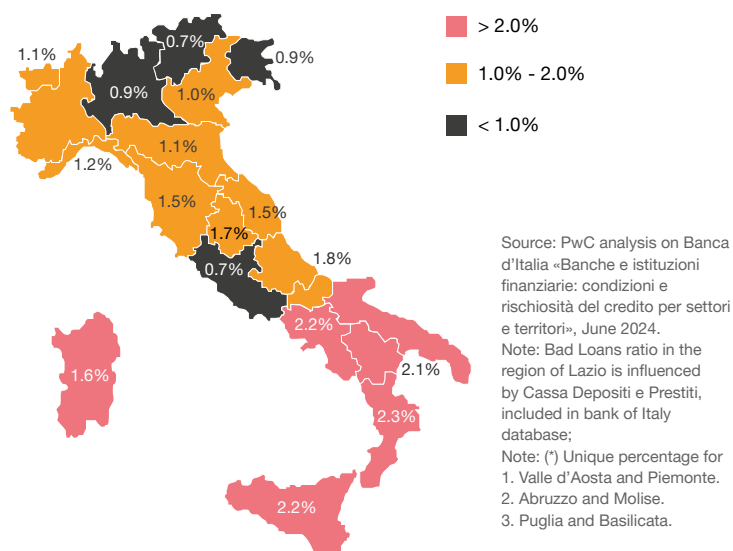 > 2.0%
1.0% - 2.0%
< 1.0%
0.7%
0.9%
1.1%
0.9%
1.0%
1.1%
1.2%
1.5%
1.5%
1.7%
1.8%
0.7%
2.2%
2.1%
1.6%
2.3%
2.2%
Source: PwC analysis on Banca
d’Italia «Banche e istituzioni
finanziarie: condizioni e
rischiosità del credito per settori
e territori», June 2024.
Note: Bad Loans ratio in the
region of Lazio is influenced
by Cassa Depositi e Prestiti,
included in bank of Italy
database;
Note: (*) Unique percentage for
1. Valle d’Aosta and Piemonte.
2. Abruzzo and Molise.
3. Puglia and Basilicata.